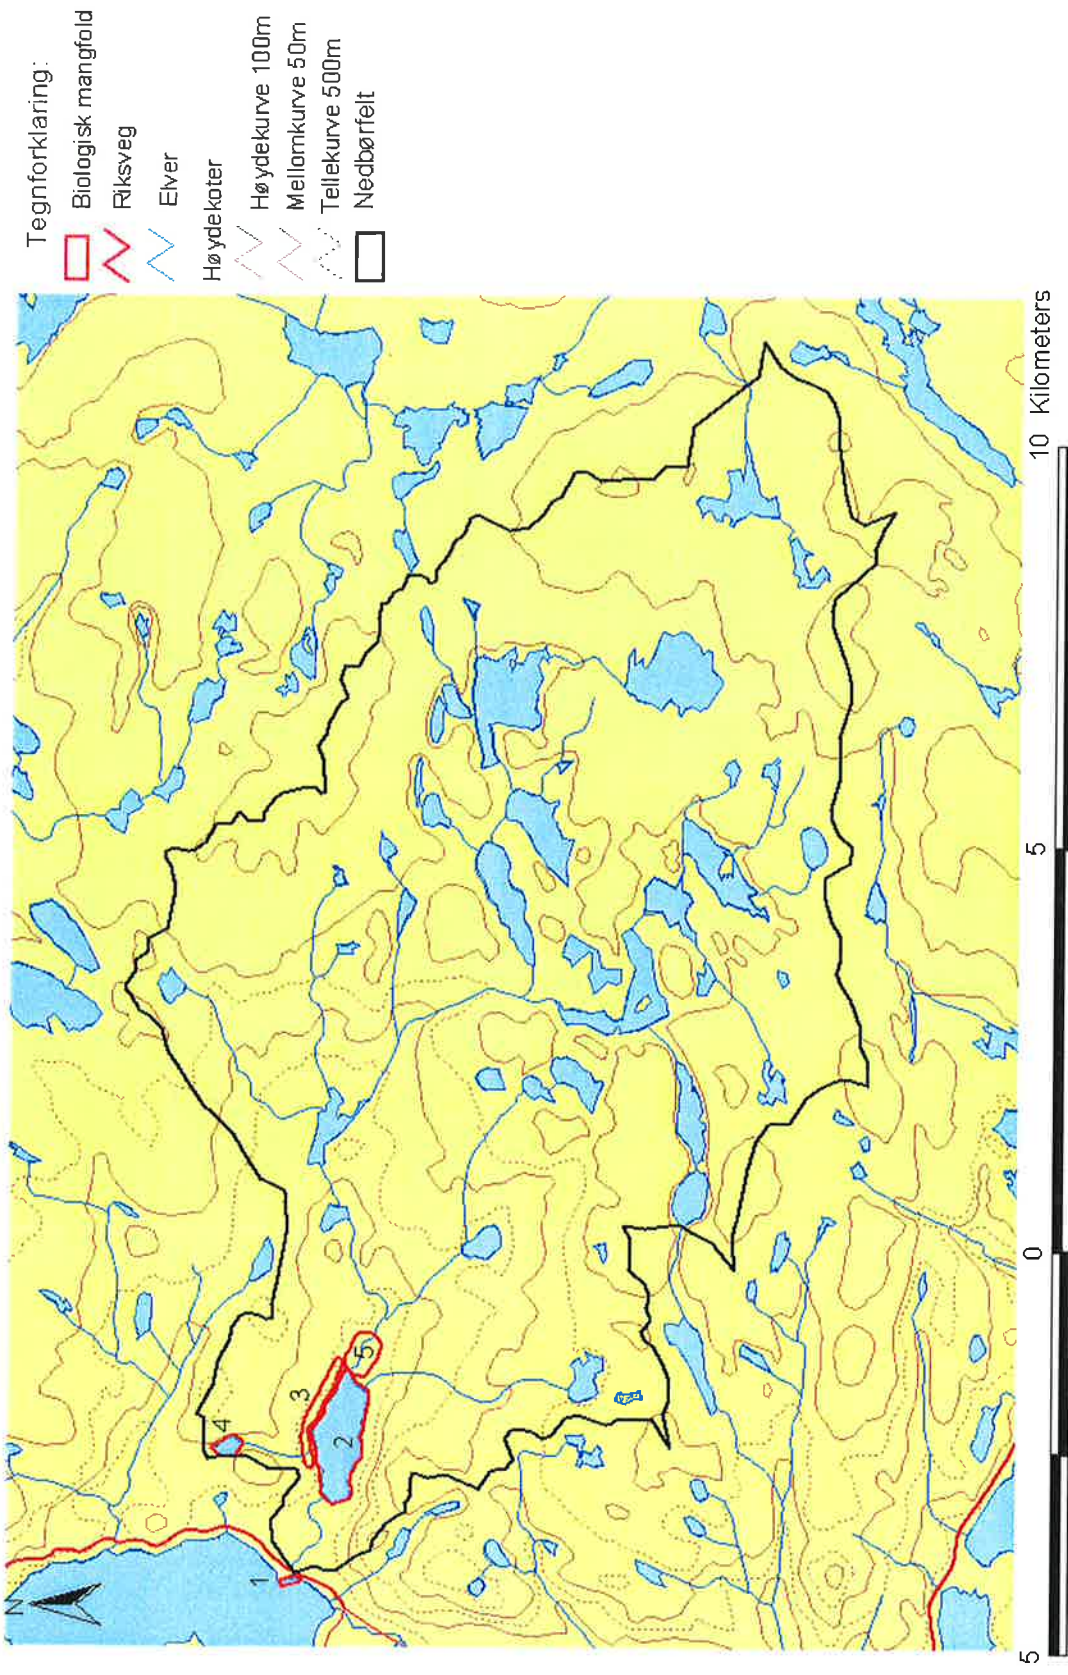 Tegnforklaring:
Biologisk mangfold
Riksveg
Elver
Høydekoter
Høydekurve 100m
Mellomkurve 50m
Tellekurve 500m
Nedbørfelt
N
1
2
3
4
5
5
0
5
10 Kilometers